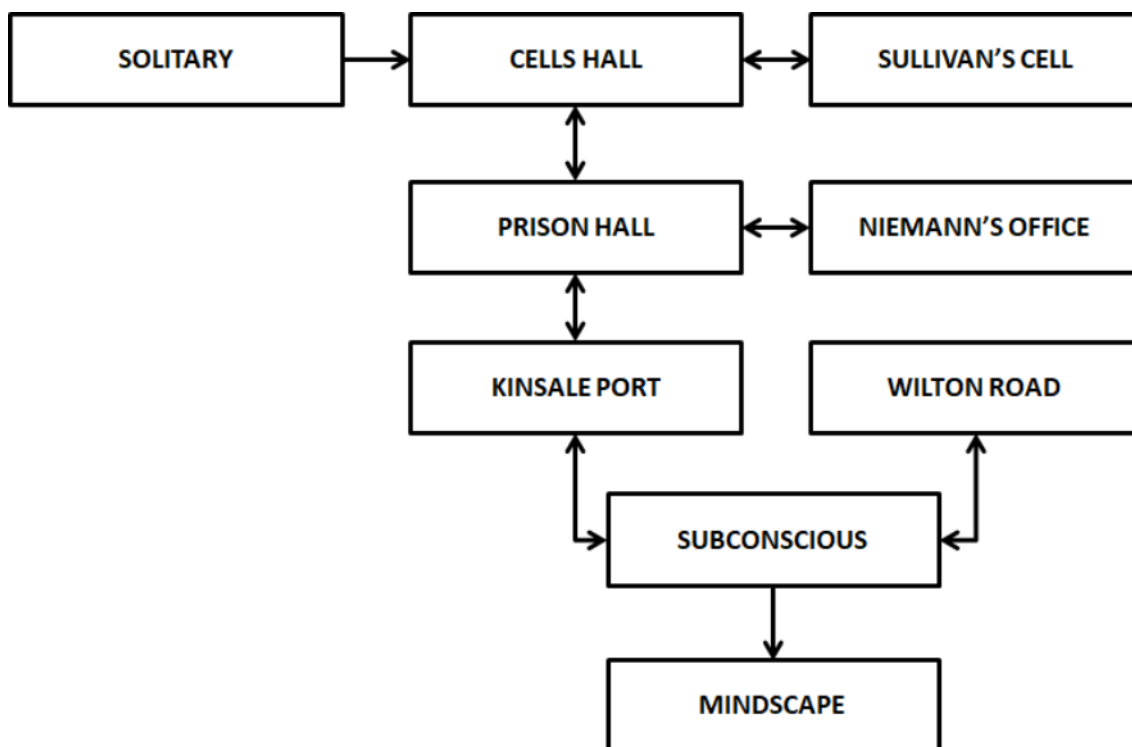 SOLITARY
CELLS HALL
SULLIVAN’S CELL
PRISON HALL
NIEMANN’S OFFICE
KINSALE PORT
WILTON ROAD
SUBCONSCIOUS
MINDSCAPE